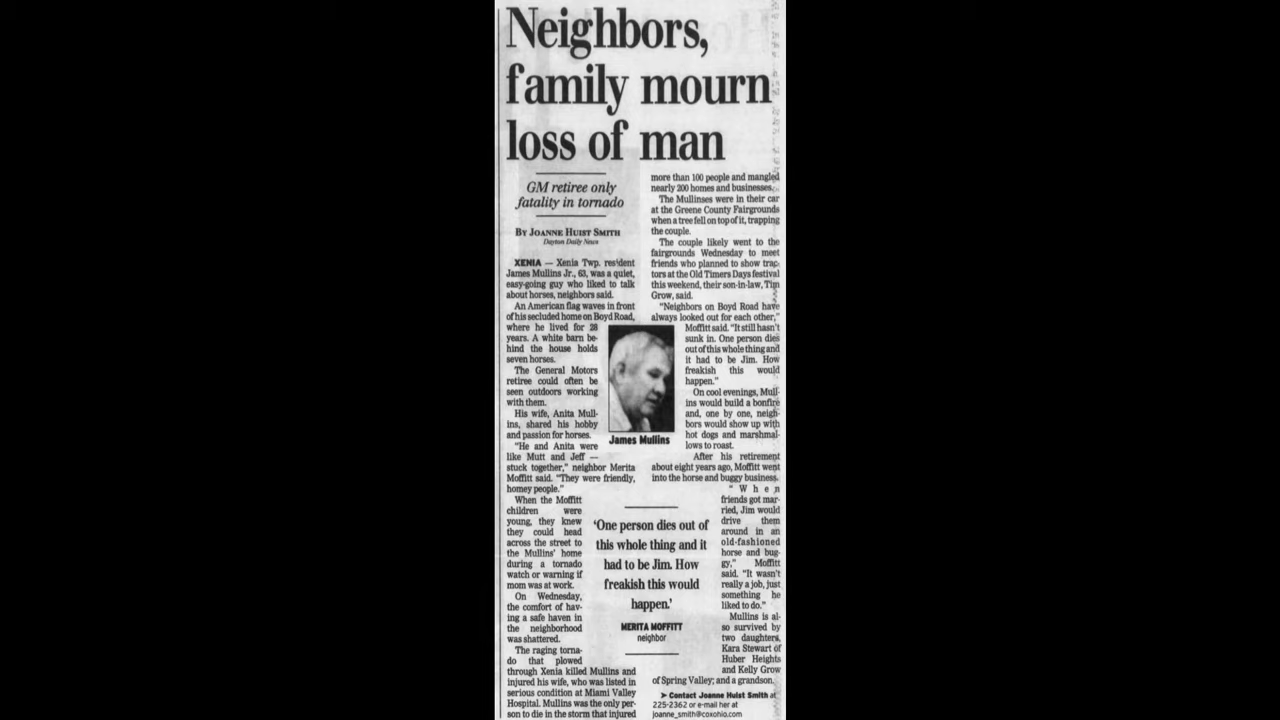 Neighbors,
family mourn
loss of man
GM retiree only
fatality in tornado
BY JOANNE HUIST SMITH
Dayton Daily News
XENIA — Xenia Twp. resident
James Mullins Jr., 63, was a quiet,
easy-going guy who liked to talk
about horses, neighbors said.
An American flag waves in front
of his secluded home on Boyd Road,
where he lived for 28
years. A white barn be-
hind the house holds
seven horses.
The General Motors
retiree could often be
seen outdoors working
with them.
His wife, Anita Mull-
ins, shared his hobby
and passion for horses.
"He and Anita were
like Mutt and Jeff —
stuck together," neighbor Merita
Moffitt said. "They were friendly,
homey people."
When the Moffitt
children were
young, they knew
they could head
across the street to
the Mullins' home
during a tornado
watch or warning if
mom was at work.
On Wednesday,
the comfort of hav-
ing a safe haven in
the neighborhood
was shattered.
The raging torna-
do that plowed
through Xenia killed Mullins and
injured his wife, who was listed in
serious condition at Miami Valley
Hospital. Mullins was the only per-
son to die in the storm that injured
more than 100 people and mangled
nearly 200 homes and businesses.
The Mullinses were in their car
at the Greene County Fairgrounds
when a tree fell on top of it, trapping
the couple.
The couple likely went to the
fairgrounds Wednesday to meet
friends who planned to show trac-
tors at the Old Timers Days festival
this weekend, their son-in-law, Tim
Grow, said.
"Neighbors on Boyd Road have
always looked out for each other,"
Moffitt said. "It still hasn't
sunk in. One person dies
out of this whole thing and
it had to be Jim. How
freakish this would
happen."
On cool evenings, Mull-
ins would build a bonfire
and, one by one, neigh-
bors would show up with
hot dogs and marshmal-
lows to roast.
After his retirement
about eight years ago, Moffitt went
into the horse and buggy business.
"When
friends got mar-
ried, Jim would
drive them
around in an
old-fashioned
horse and bug-
gy," Moffitt
said. "It wasn't
really a job, just
something he
liked to do."
Mullins is al-
so survived by
two daughters,
Kara Stewart of
Huber Heights
and Kelly Grow
of Spring Valley; and a grandson.
➤ Contact Joanne Huist Smith at
225-2362 or e-mail her at
joanne_smith@coxohio.com
James Mullins
'One person dies out of
this whole thing and it
had to be Jim. How
freakish this would
happen.'
MERITA MOFFITT
neighbor